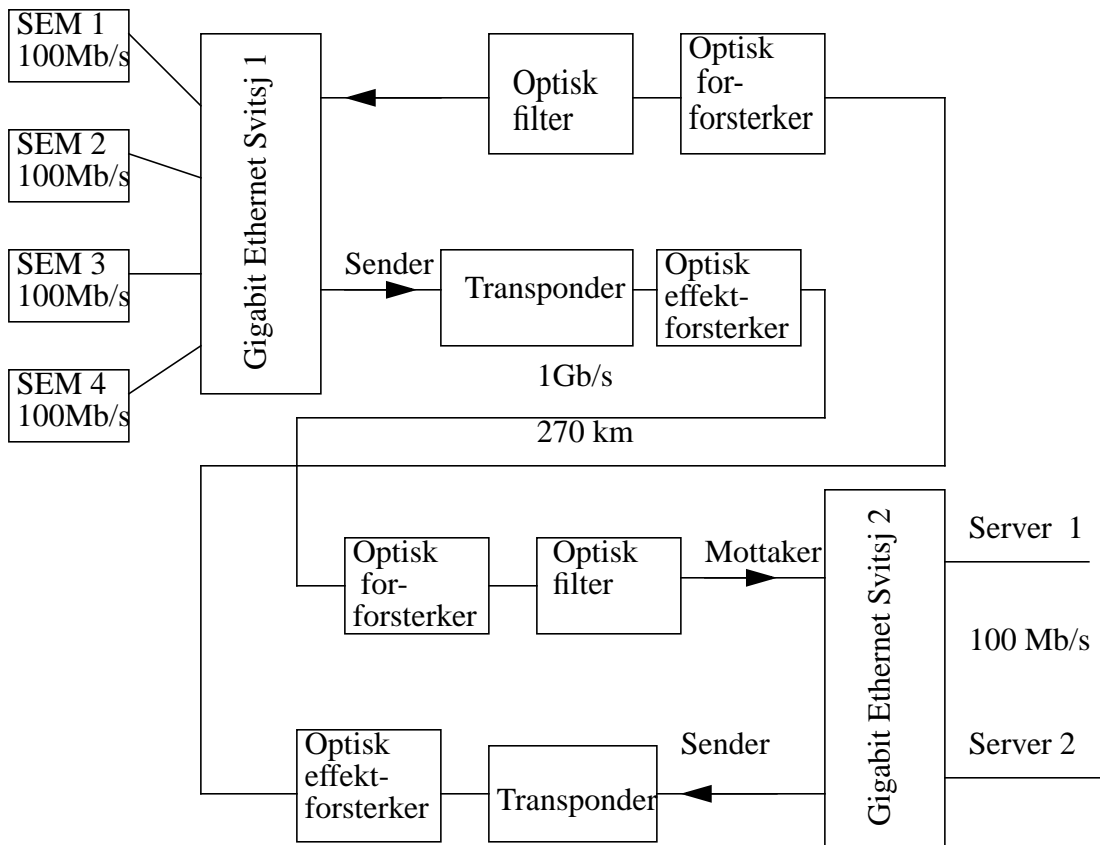 SEM 1
100Mb/s
SEM 2
100Mb/s
SEM 3
100Mb/s
SEM 4
100Mb/s
Gigabit Ethernet Svitsj 1
Optisk
filter
Optisk
for-
forsterker
Sender
Transponder
Optisk
effekt-
forsterker
1Gb/s
270 km
Optisk
for-
forsterker
Optisk
filter
Mottaker
Gigabit Ethernet Svitsj 2
Server 1
100 Mb/s
Server 2
Optisk
effekt-
forsterker
Transponder
Sender